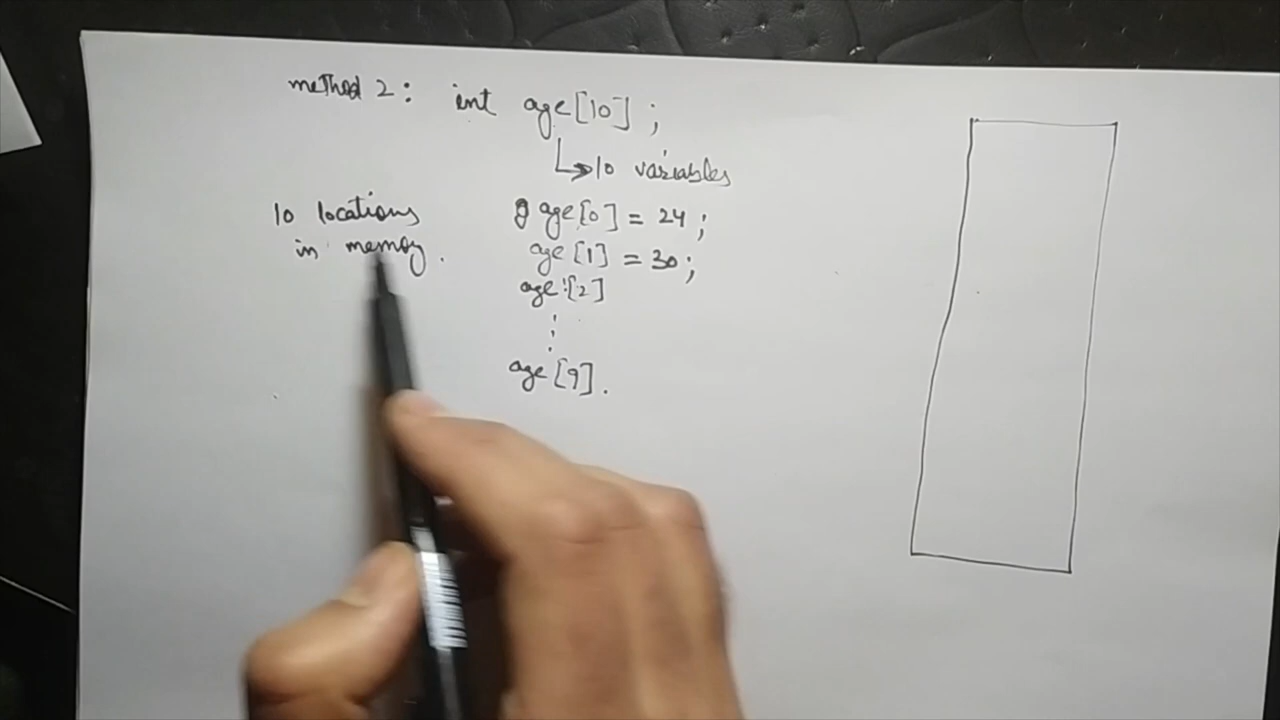 method 2: int age[10];
↳10 variables
10 locations
in memory.
age[0] = 24;
age[1] = 30;
age[2]
⋮
age[9].